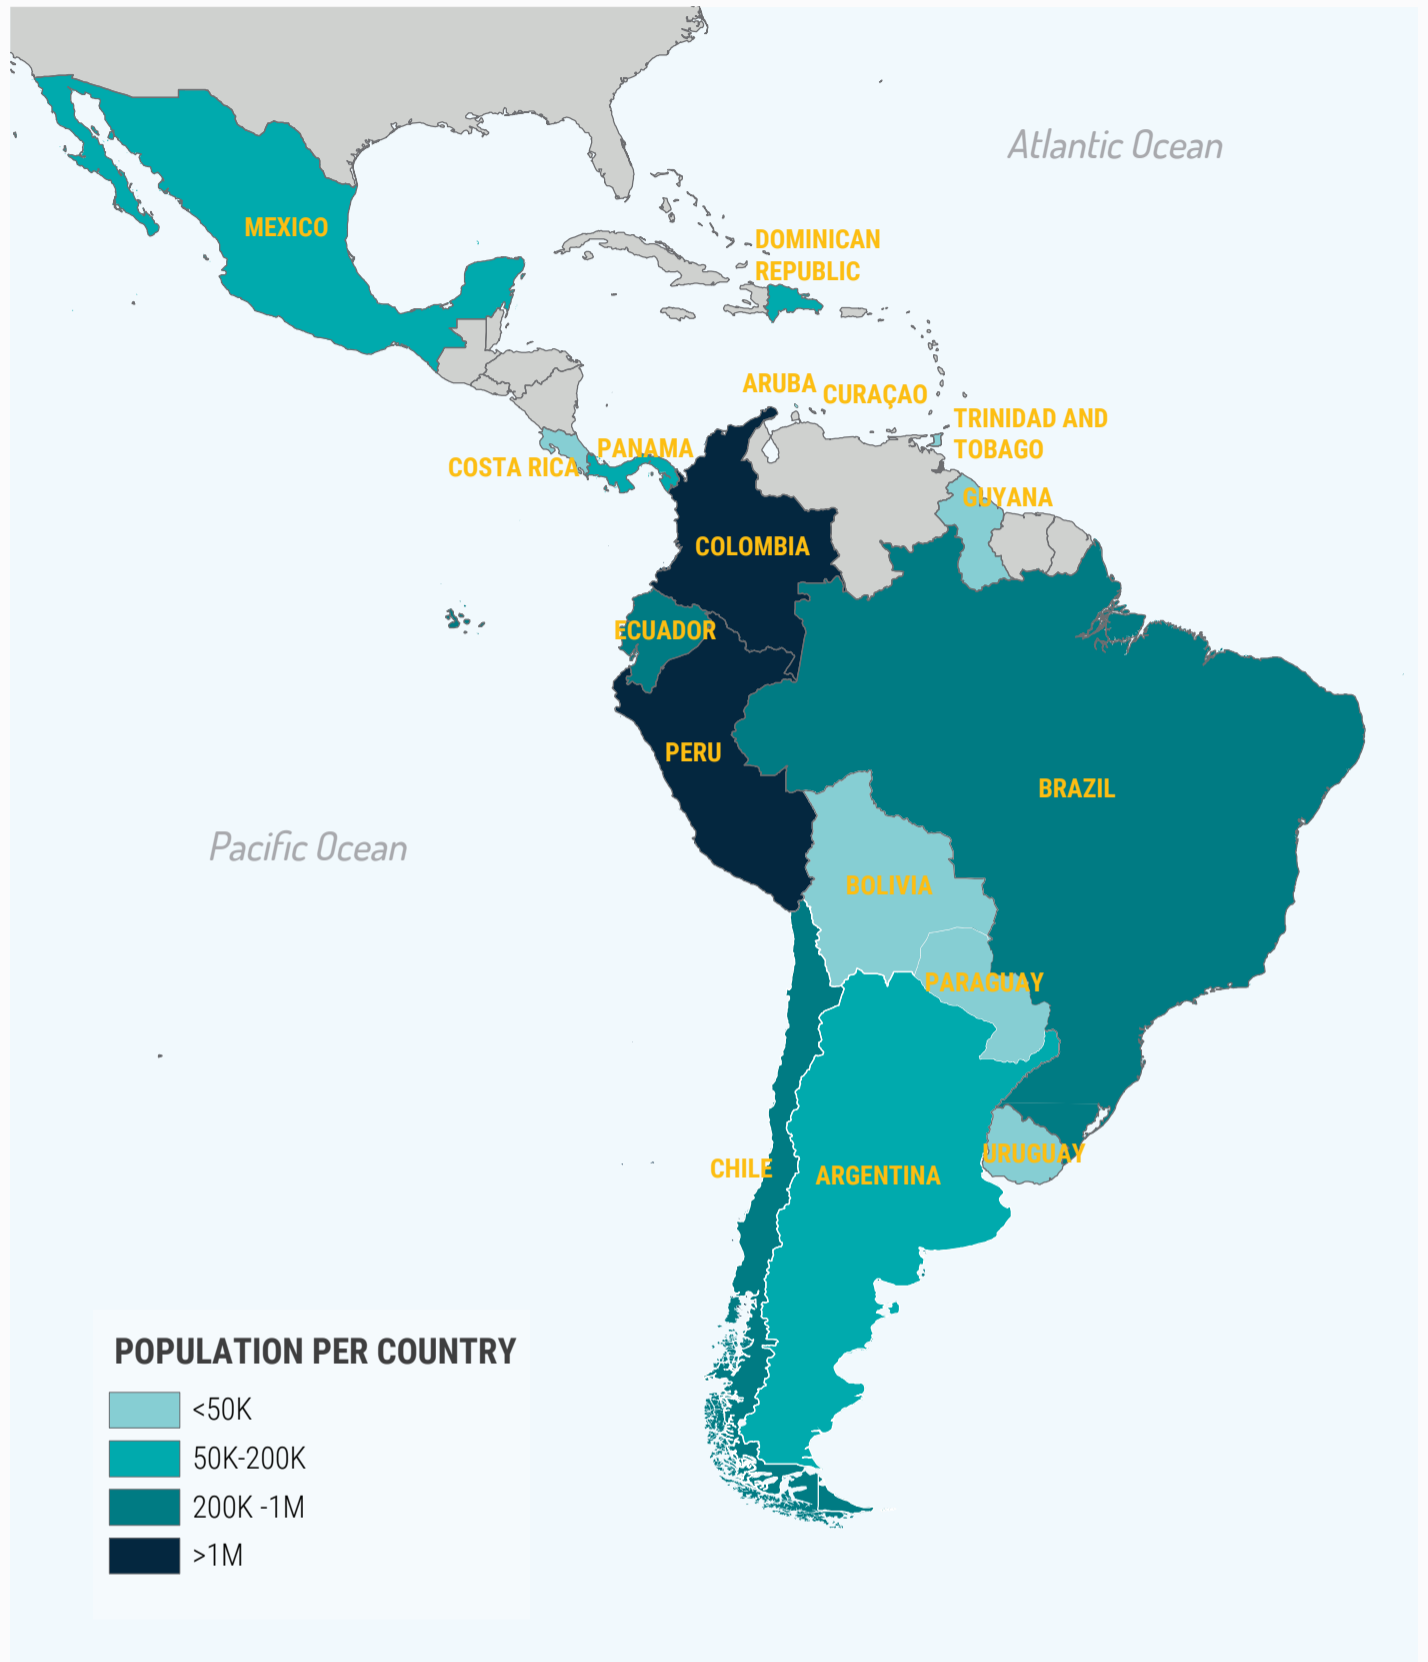 Atlantic Ocean
MEXICO
DOMINICAN
REPUBLIC
ARUBA
CURAÇAO
TRINIDAD AND
TOBAGO
PANAMA
COSTA RICA
GUYANA
COLOMBIA
ECUADOR
PERU
BRAZIL
Pacific Ocean
BOLIVIA
PARAGUAY
URUGUAY
CHILE
ARGENTINA
POPULATION PER COUNTRY
<50K
50K-200K
200K -1M
>1M